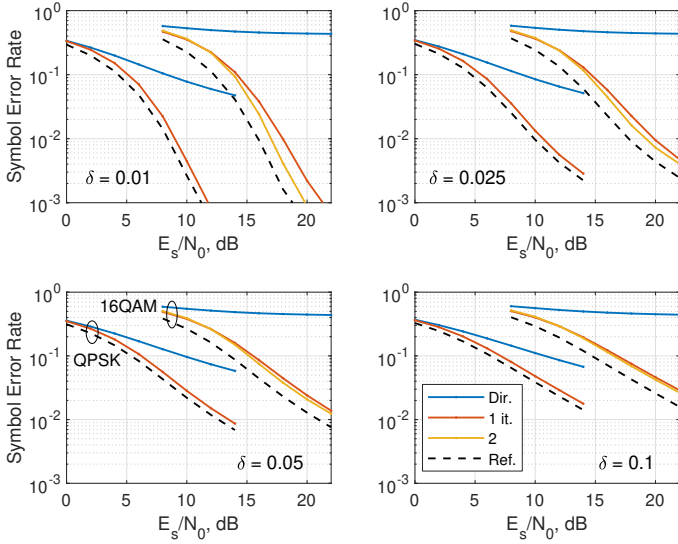 10^0
10^-1
10^-2
10^-3
Symbol Error Rate
δ = 0.01
0 5 10 15 20
E_s/N_0, dB
10^0
10^-1
10^-2
10^-3
δ = 0.025
0 5 10 15 20
E_s/N_0, dB
10^0
10^-1
10^-2
10^-3
Symbol Error Rate
16QAM
QPSK
δ = 0.05
0 5 10 15 20
E_s/N_0, dB
10^0
10^-1
10^-2
10^-3
Dir.
1 it.
2
Ref.
δ = 0.1
0 5 10 15 20
E_s/N_0, dB